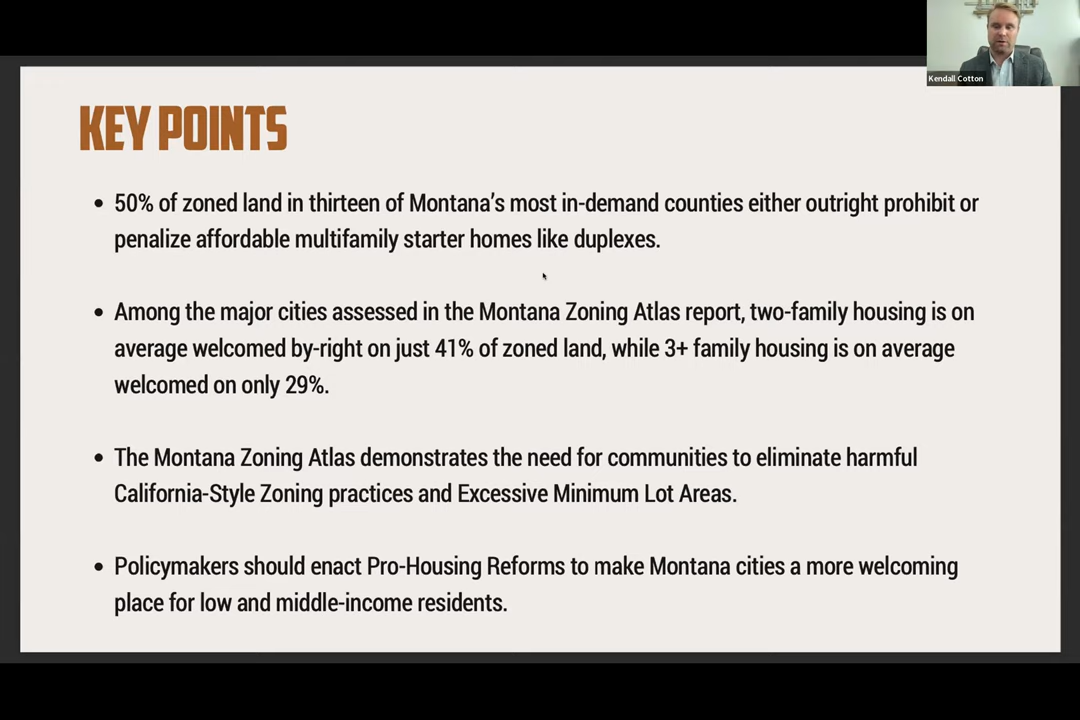 Kendall Cotton
KEY POINTS
• 50% of zoned land in thirteen of Montana's most in-demand counties either outright prohibit or
penalize affordable multifamily starter homes like duplexes.
• Among the major cities assessed in the Montana Zoning Atlas report, two-family housing is on
average welcomed by-right on just 41% of zoned land, while 3+ family housing is on average
welcomed on only 29%.
• The Montana Zoning Atlas demonstrates the need for communities to eliminate harmful
California-Style Zoning practices and Excessive Minimum Lot Areas.
• Policymakers should enact Pro-Housing Reforms to make Montana cities a more welcoming
place for low and middle-income residents.